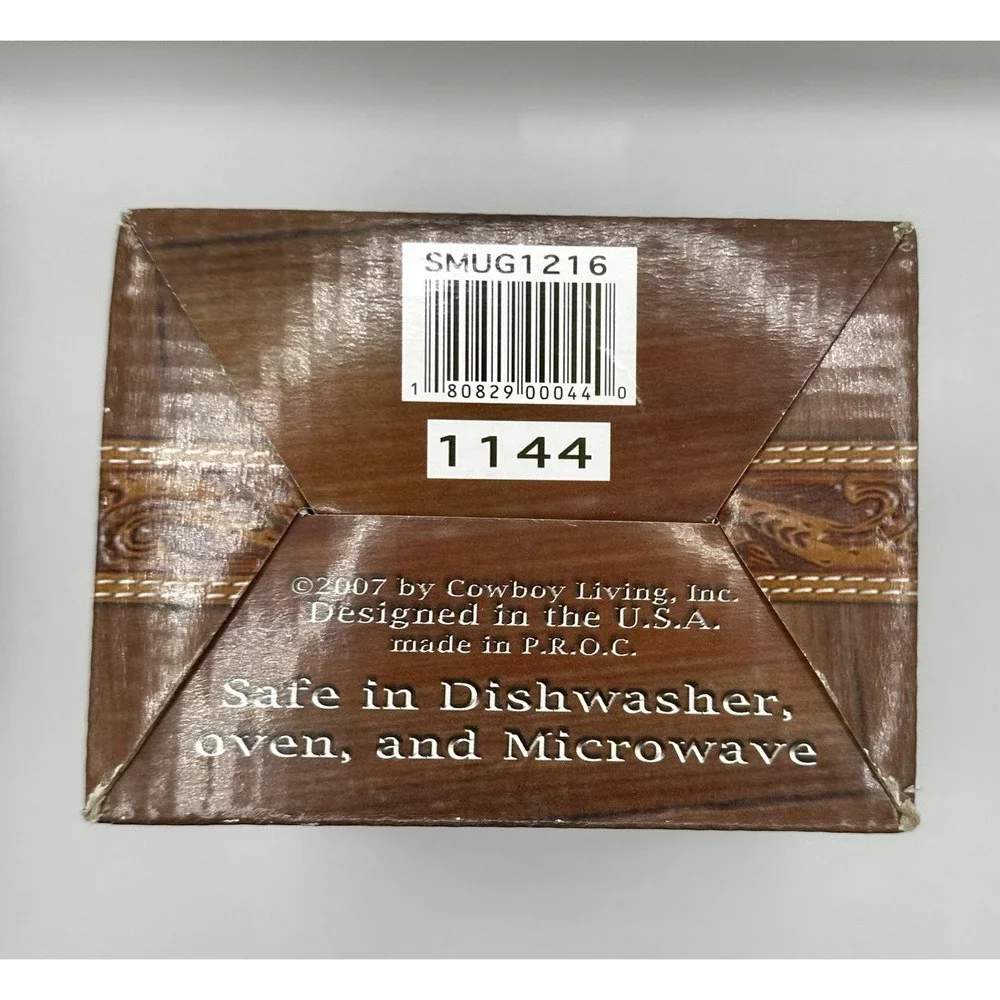 SMUG1216
1 80829 00044 0
1144
©2007 by Cowboy Living, Inc.
Designed in the U.S.A.
made in P.R.O.C.
Safe in Dishwasher,
oven, and Microwave